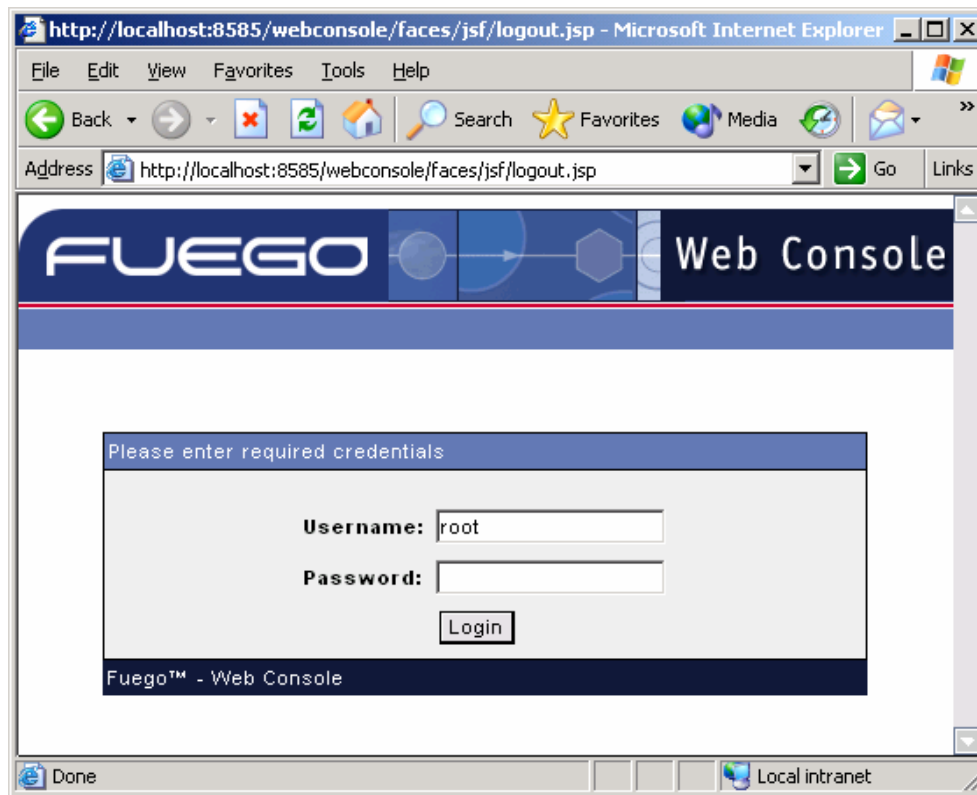 http://localhost:8585/webconsole/faces/jsf/logout.jsp - Microsoft Internet Explorer
File Edit View Favorites Tools Help
Back Search Favorites Media »
Address http://localhost:8585/webconsole/faces/jsf/logout.jsp Go Links
FUEGO Web Console
Please enter required credentials
Username: root
Password:
Login
Fuego™ - Web Console
Done Local intranet